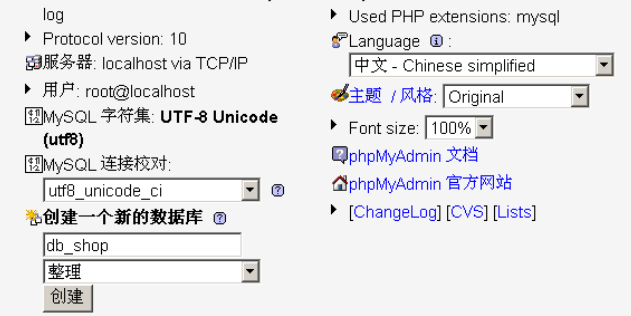 log
Protocol version: 10
服务器: localhost via TCP/IP
用户: root@localhost
MySQL 字符集: UTF-8 Unicode
(utf8)
MySQL 连接校对:
utf8_unicode_ci
创建一个新的数据库
db_shop
整理
创建
Used PHP extensions: mysql
Language :
中文 - Chinese simplified
主题 / 风格: Original
Font size: 100%
phpMyAdmin 文档
phpMyAdmin 官方网站
[ChangeLog] [CVS] [Lists]